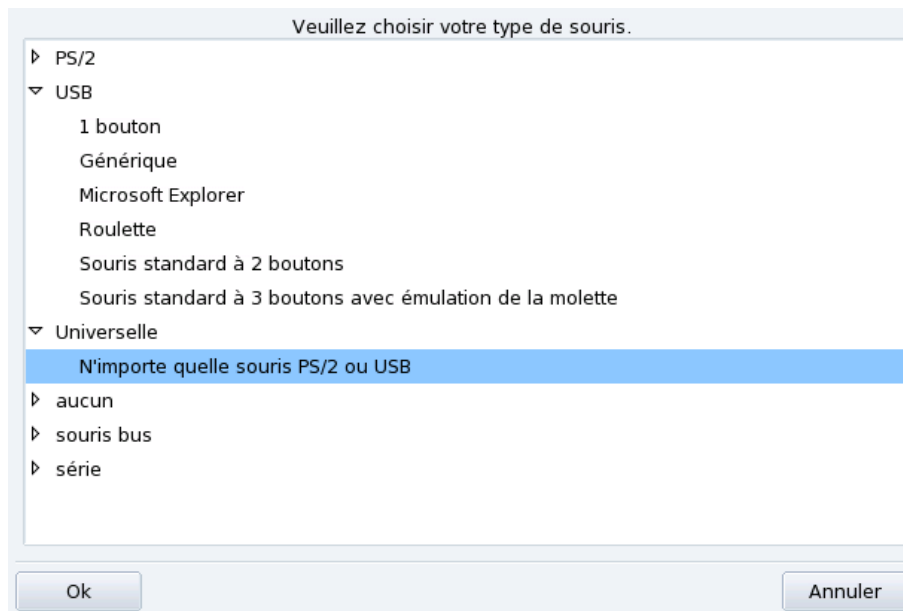 Veuillez choisir votre type de souris.
PS/2
USB
1 bouton
Générique
Microsoft Explorer
Roulette
Souris standard à 2 boutons
Souris standard à 3 boutons avec émulation de la molette
Universelle
N'importe quelle souris PS/2 ou USB
aucun
souris bus
série
Ok
Annuler